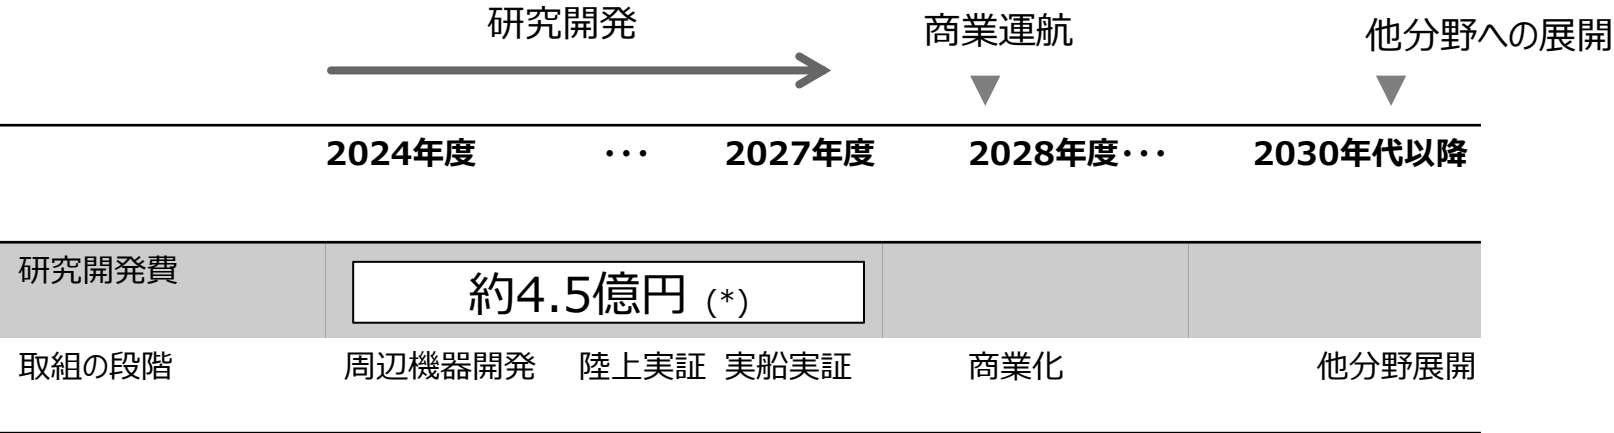 研究開発 商業運航 他分野への展開
▼ ▼
2024年度 ・・・ 2027年度 2028年度・・・ 2030年代以降
研究開発費 約4.5億円 (*)
取組の段階 周辺機器開発 陸上実証 実船実証 商業化 他分野展開